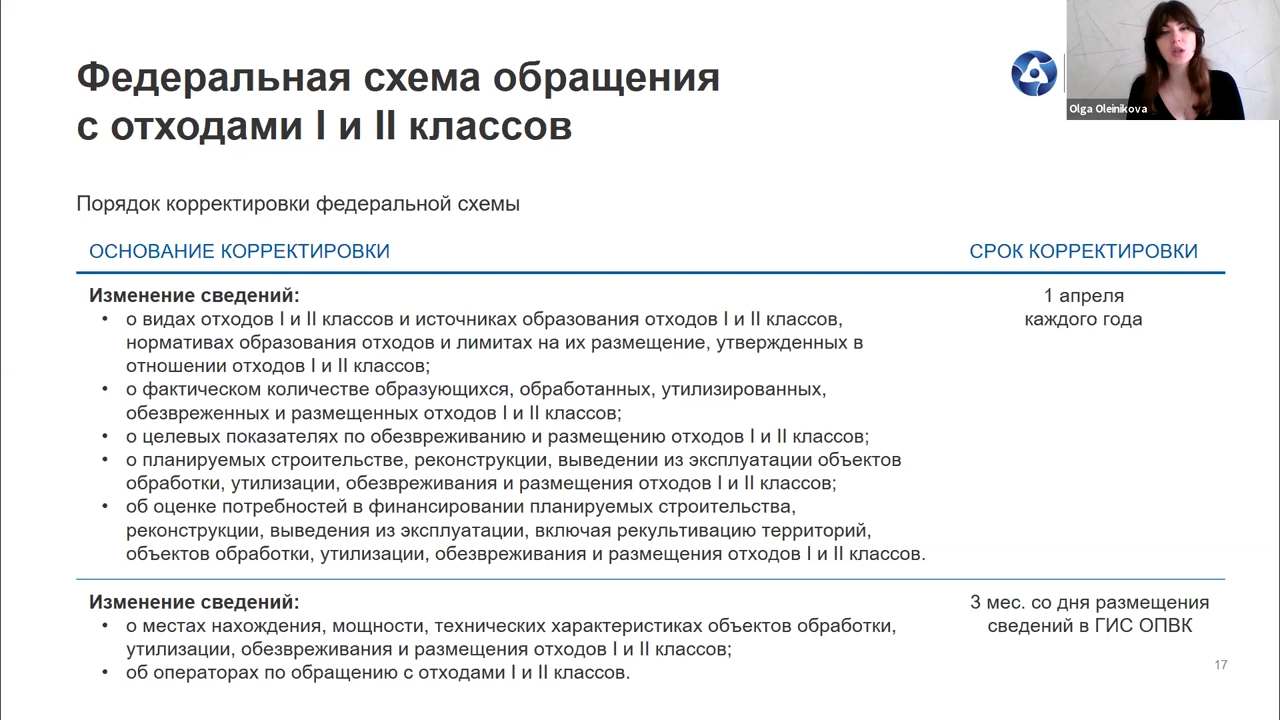 Федеральная схема обращения
с отходами I и II классов
Olga Oleinikova
Порядок корректировки федеральной схемы
ОСНОВАНИЕ КОРРЕКТИРОВКИ
СРОК КОРРЕКТИРОВКИ
Изменение сведений:
• о видах отходов I и II классов и источниках образования отходов I и II классов,
нормативах образования отходов и лимитах на их размещение, утвержденных в
отношении отходов I и II классов;
• о фактическом количестве образующихся, обработанных, утилизированных,
обезвреженных и размещенных отходов I и II классов;
• о целевых показателях по обезвреживанию и размещению отходов I и II классов;
• о планируемых строительстве, реконструкции, выведении из эксплуатации объектов
обработки, утилизации, обезвреживания и размещения отходов I и II классов;
• об оценке потребностей в финансировании планируемых строительства,
реконструкции, выведения из эксплуатации, включая рекультивацию территорий,
объектов обработки, утилизации, обезвреживания и размещения отходов I и II классов.
1 апреля
каждого года
Изменение сведений:
• о местах нахождения, мощности, технических характеристиках объектов обработки,
утилизации, обезвреживания и размещения отходов I и II классов;
• об операторах по обращению с отходами I и II классов.
3 мес. со дня размещения
сведений в ГИС ОПВК
17